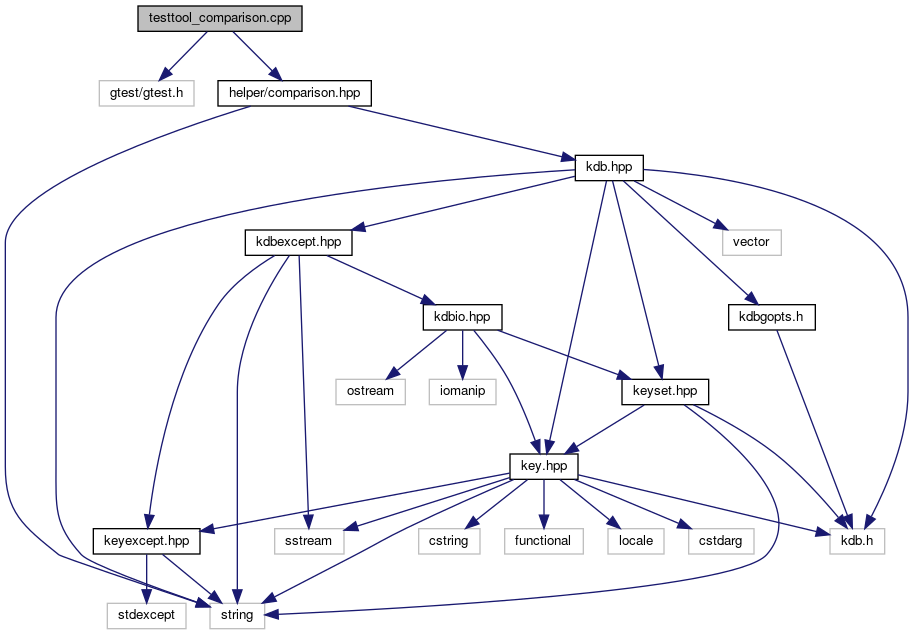 testtool_comparison.cpp
gtest/gtest.h
helper/comparison.hpp
kdb.hpp
kdbexcept.hpp
vector
kdbio.hpp
kdbgopts.h
ostream
iomanip
keyset.hpp
key.hpp
keyexcept.hpp
sstream
cstring
functional
locale
cstdarg
kdb.h
stdexcept
string